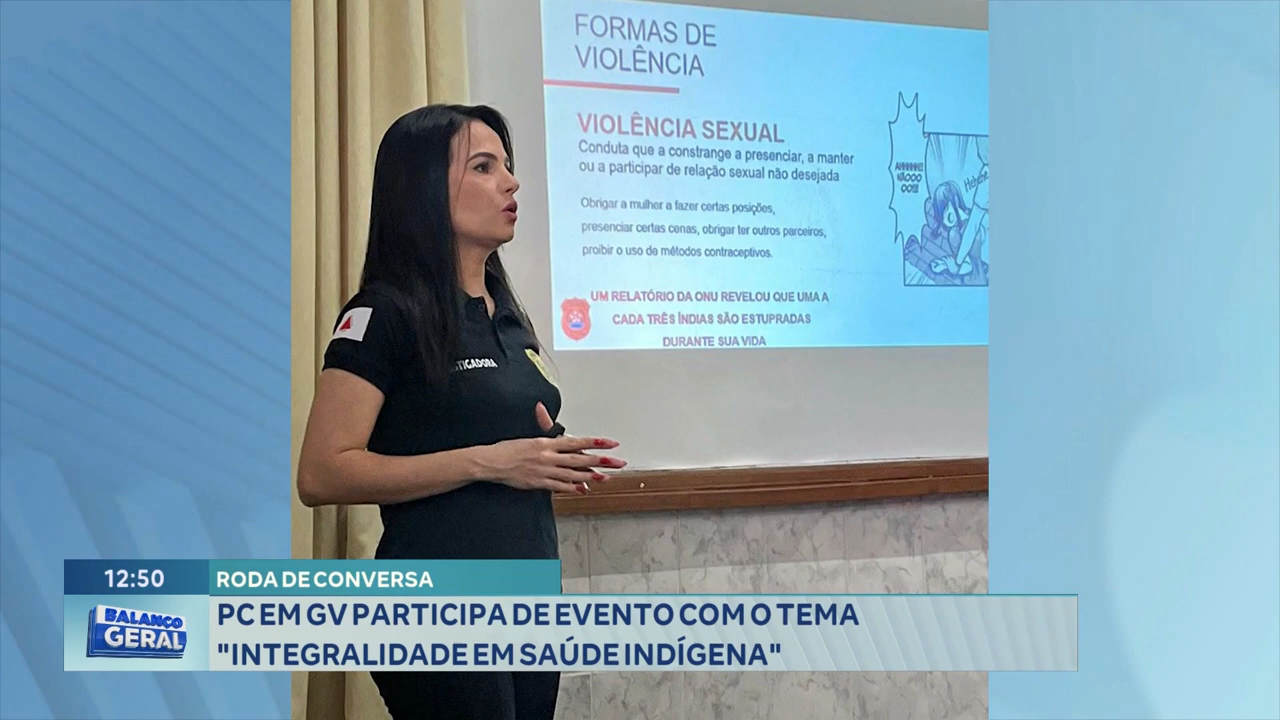 FORMAS DE
VIOLÊNCIA
VIOLÊNCIA SEXUAL
Conduta que a constrange a presenciar, a manter
ou a participar de relação sexual não desejada
Obrigar a mulher a fazer certas posições,
presenciar certas cenas, obrigar ter outros parceiros,
proibir o uso de métodos contraceptivos.
UM RELATÓRIO DA ONU REVELOU QUE UMA A
CADA TRÊS ÍNDIAS SÃO ESTUPRADAS
DURANTE SUA VIDA
TIGADORA
12:50
RODA DE CONVERSA
BALANÇO
GERAL
PC EM GV PARTICIPA DE EVENTO COM O TEMA
"INTEGRALIDADE EM SAÚDE INDÍGENA"